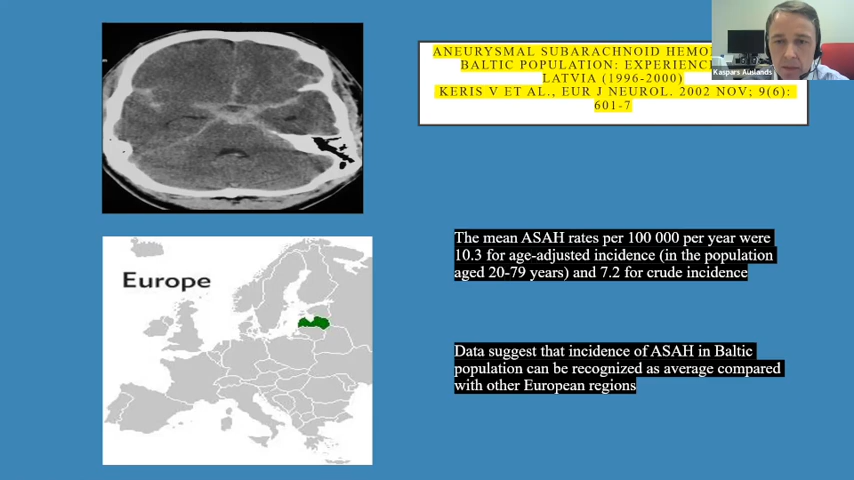 ANEURYSMAL SUBARACHNOID
BALTIC POPULATION:
LATVIA (1996-2000)
KERIS V ET AL., EUR J NEUROL. 2002 NOV; 9(6):
601-7
Kaspars Auslands
The mean ASAH rates per 100 000 per year were
10.3 for age-adjusted incidence (in the population
aged 20-79 years) and 7.2 for crude incidence
Europe
Data suggest that incidence of ASAH in Baltic
population can be recognized as average compared
with other European regions